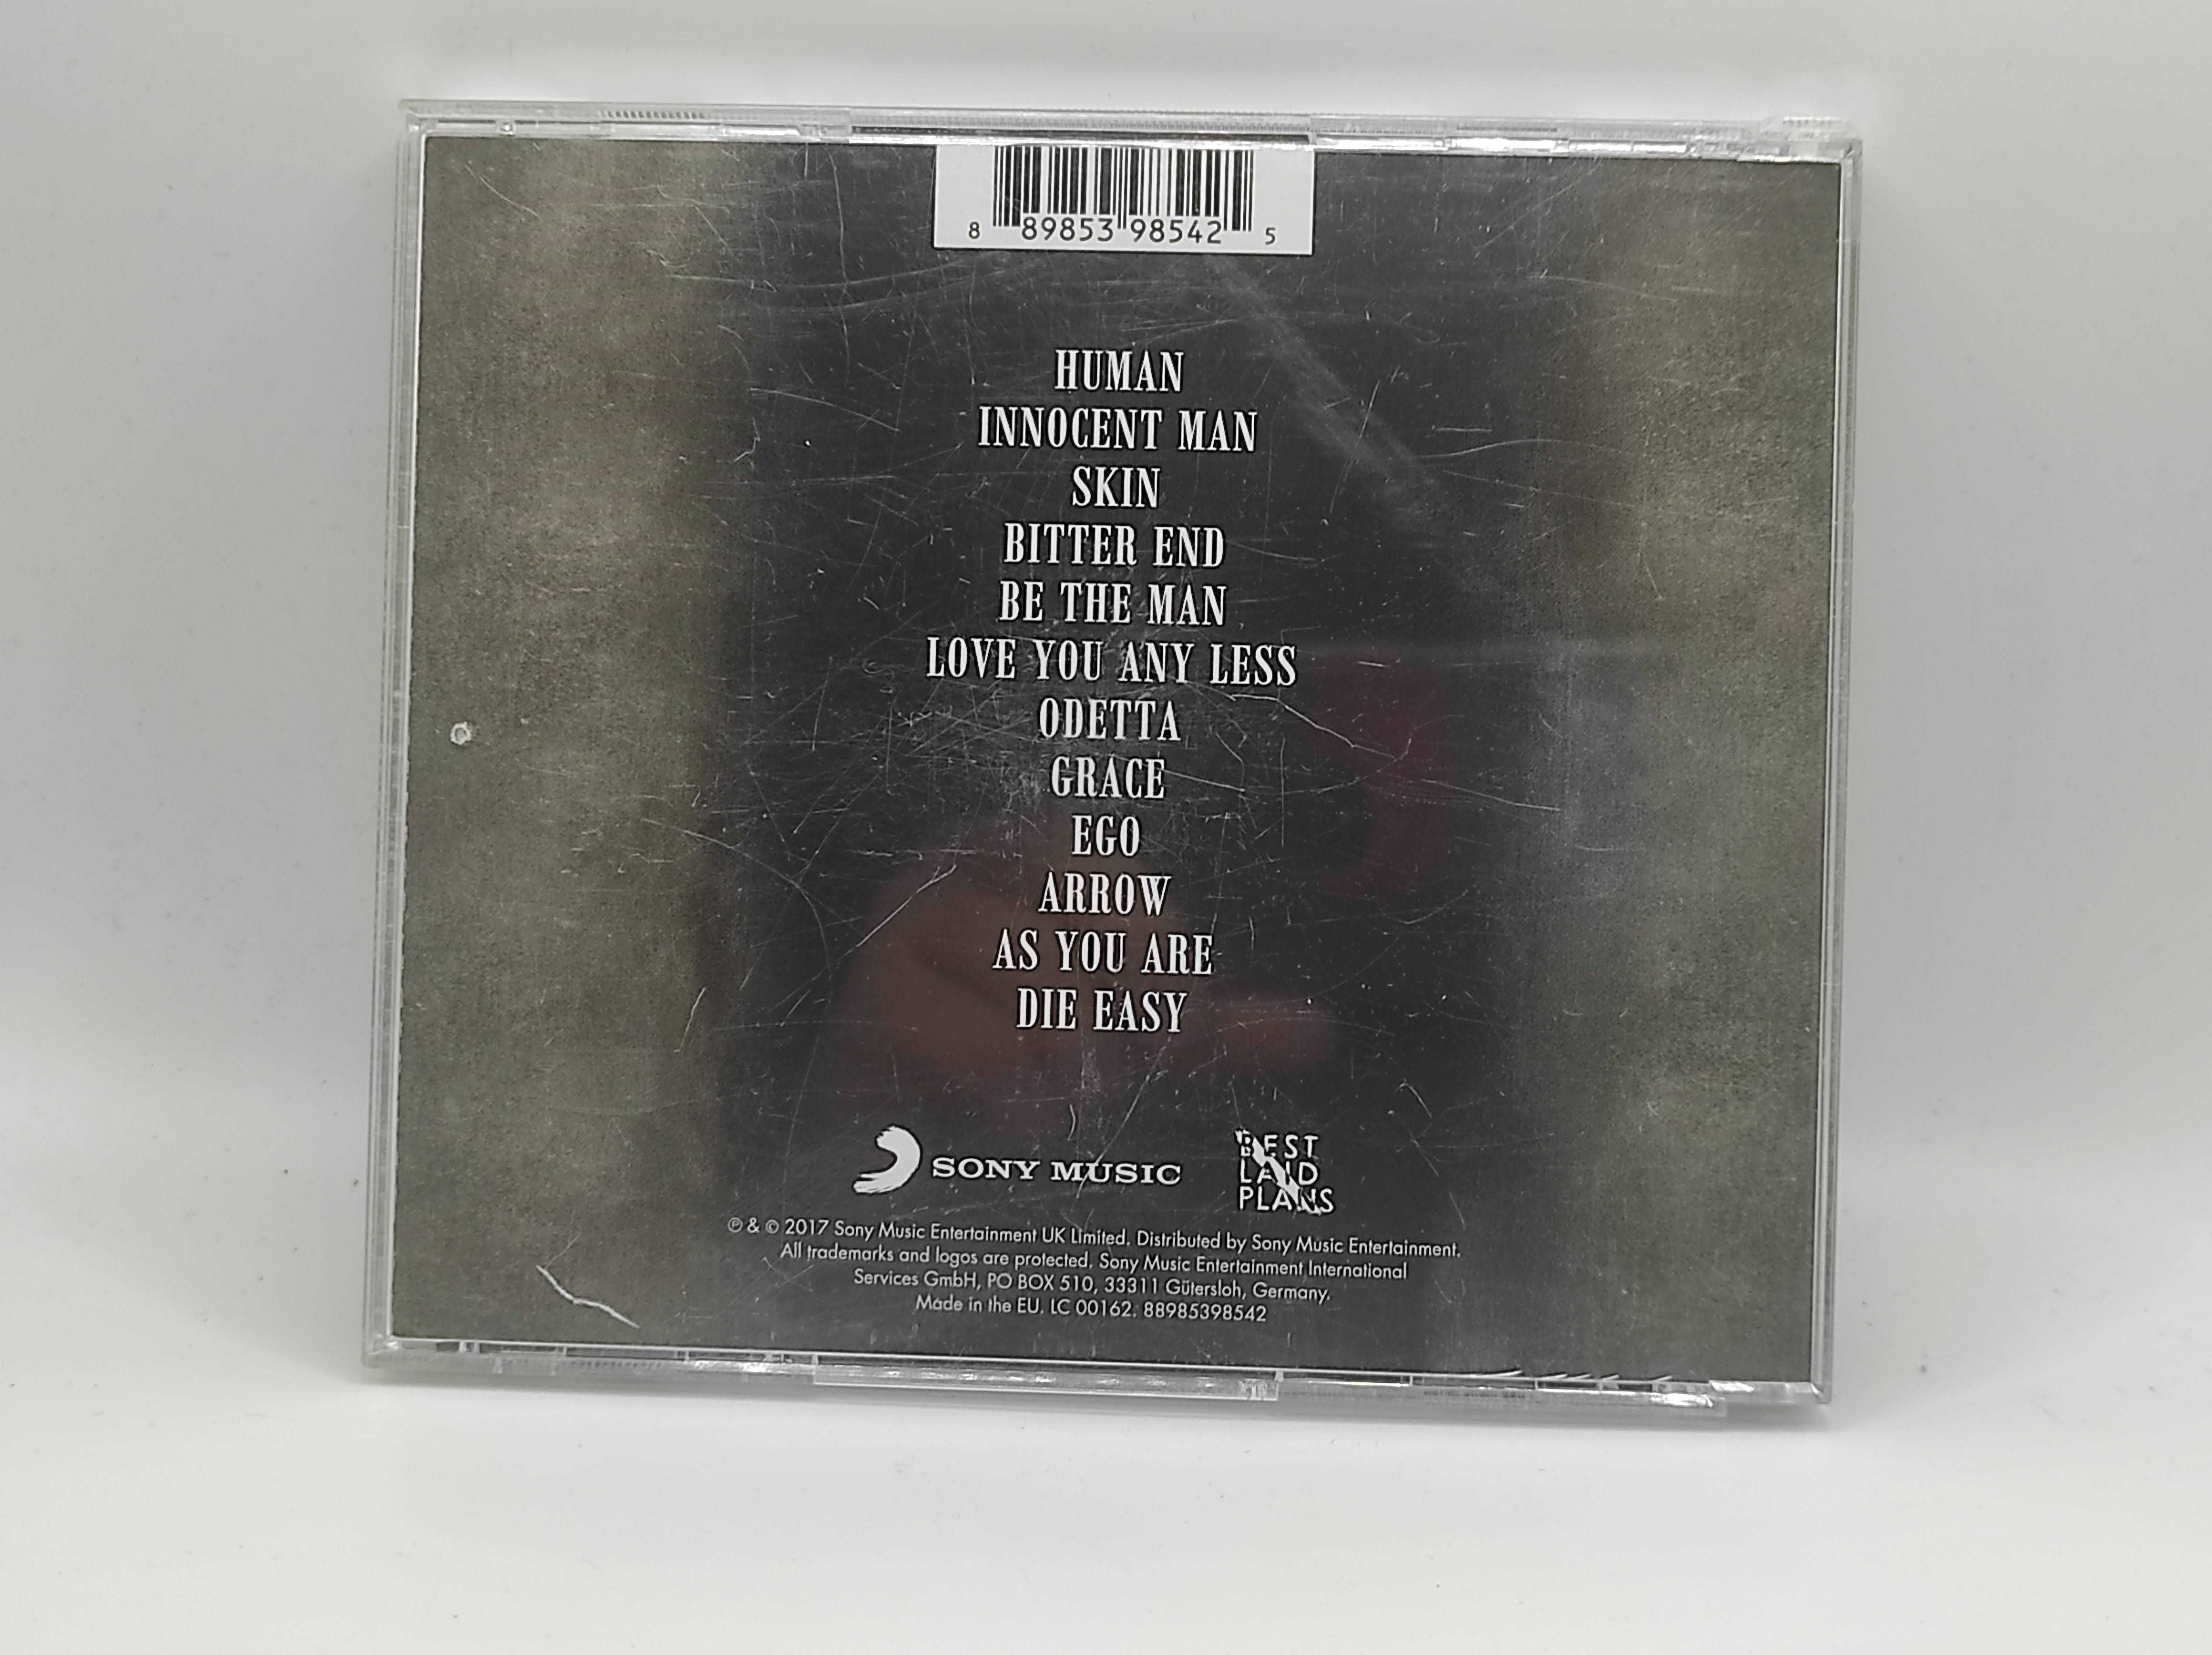 8 89853 98542 5
HUMAN
INNOCENT MAN
SKIN
BITTER END
BE THE MAN
LOVE YOU ANY LESS
ODETTA
GRACE
EGO
ARROW
AS YOU ARE
DIE EASY
SONY MUSIC
BEST
LAID
PLANS
℗ & © 2017 Sony Music Entertainment UK Limited. Distributed by Sony Music Entertainment.
All trademarks and logos are protected. Sony Music Entertainment International
Services GmbH, PO BOX 510, 33311 Gütersloh, Germany.
Made in the EU. LC 00162. 88985398542